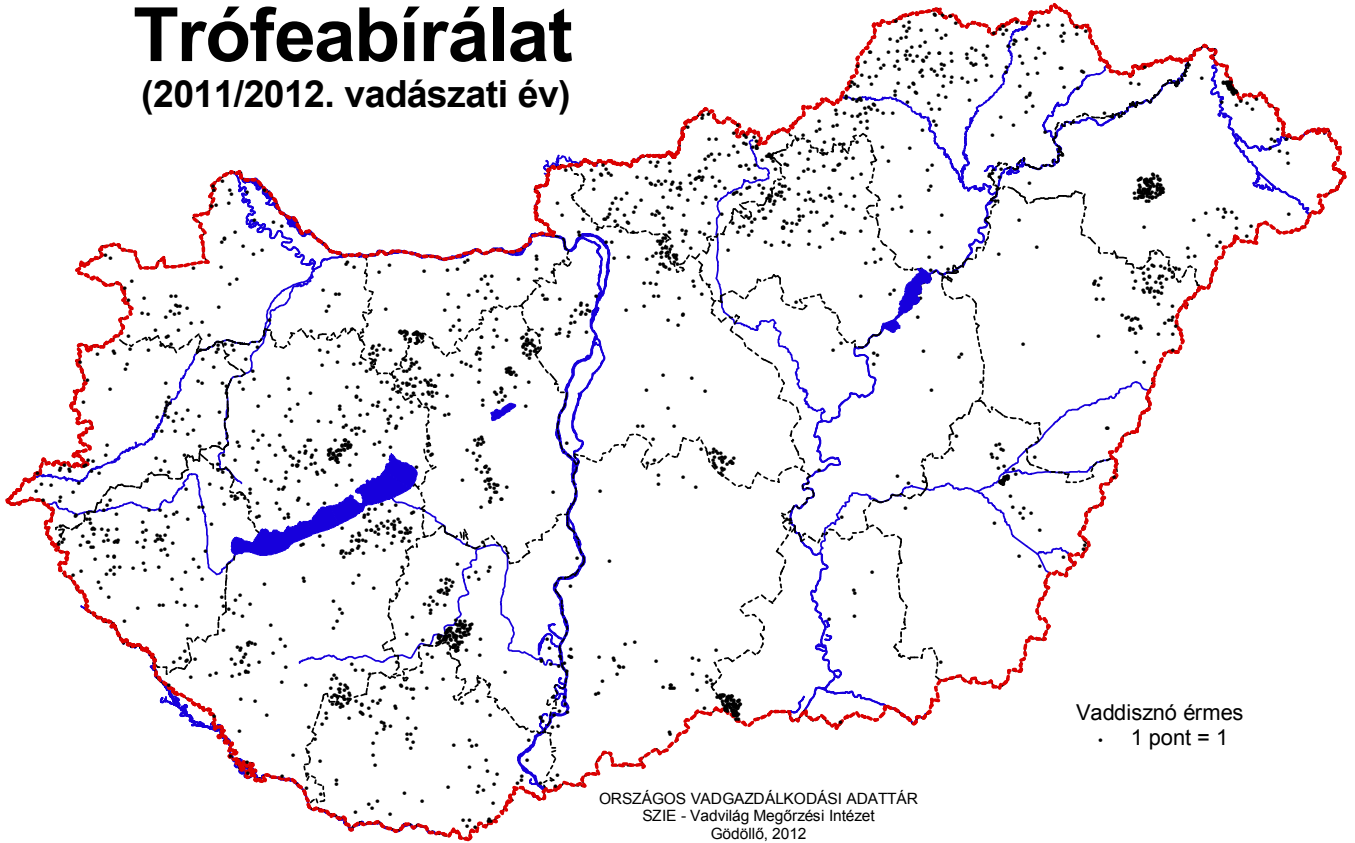 Trófeabírálat
(2011/2012. vadászati év)
Vaddisznó érmes
. 1 pont = 1
ORSZÁGOS VADGAZDÁLKODÁSI ADATTÁR
SZIE - Vadvilág Megőrzési Intézet
Gödöllő, 2012